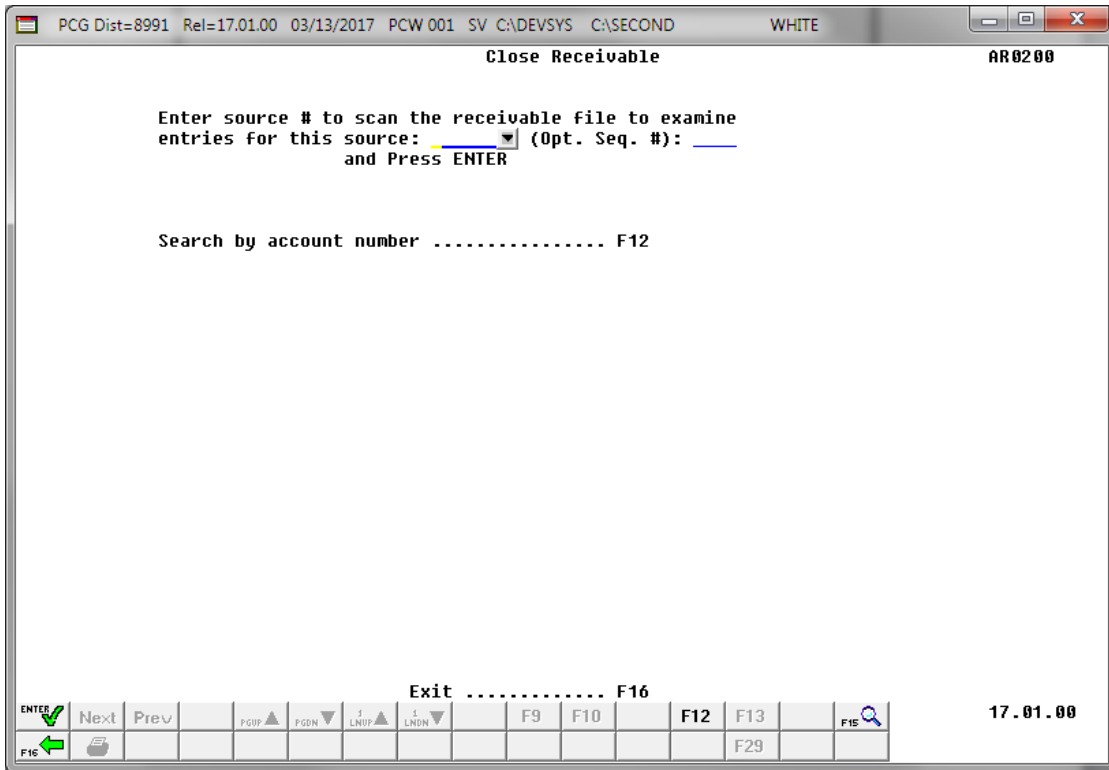 PCG Dist=8991 Rel=17.01.00 03/13/2017 PCW 001 SV C:\DEVSYS C:\SECOND WHITE
Close Receivable AR0200
Enter source # to scan the receivable file to examine
entries for this source: (Opt. Seq. #):
and Press ENTER
Search by account number ................ F12
Exit ............. F16
ENTER Next Prev PGUP PGDN 1 LNUP 1 LNDN F9 F10 F12 F13 F15 17.01.00
F16 F29